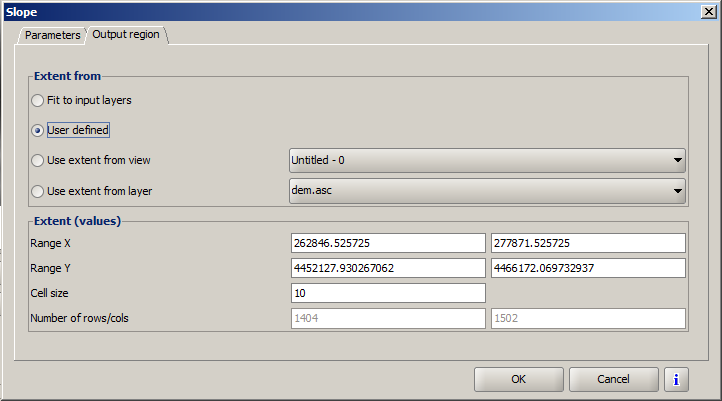 Slope
Parameters Output region
Extent from
Fit to input layers
User defined
Use extent from view Untitled - 0
Use extent from layer dem.asc
Extent (values)
Range X 262846.525725 277871.525725
Range Y 4452127.930267062 4466172.069732937
Cell size 10
Number of rows/cols 1404 1502
OK Cancel i